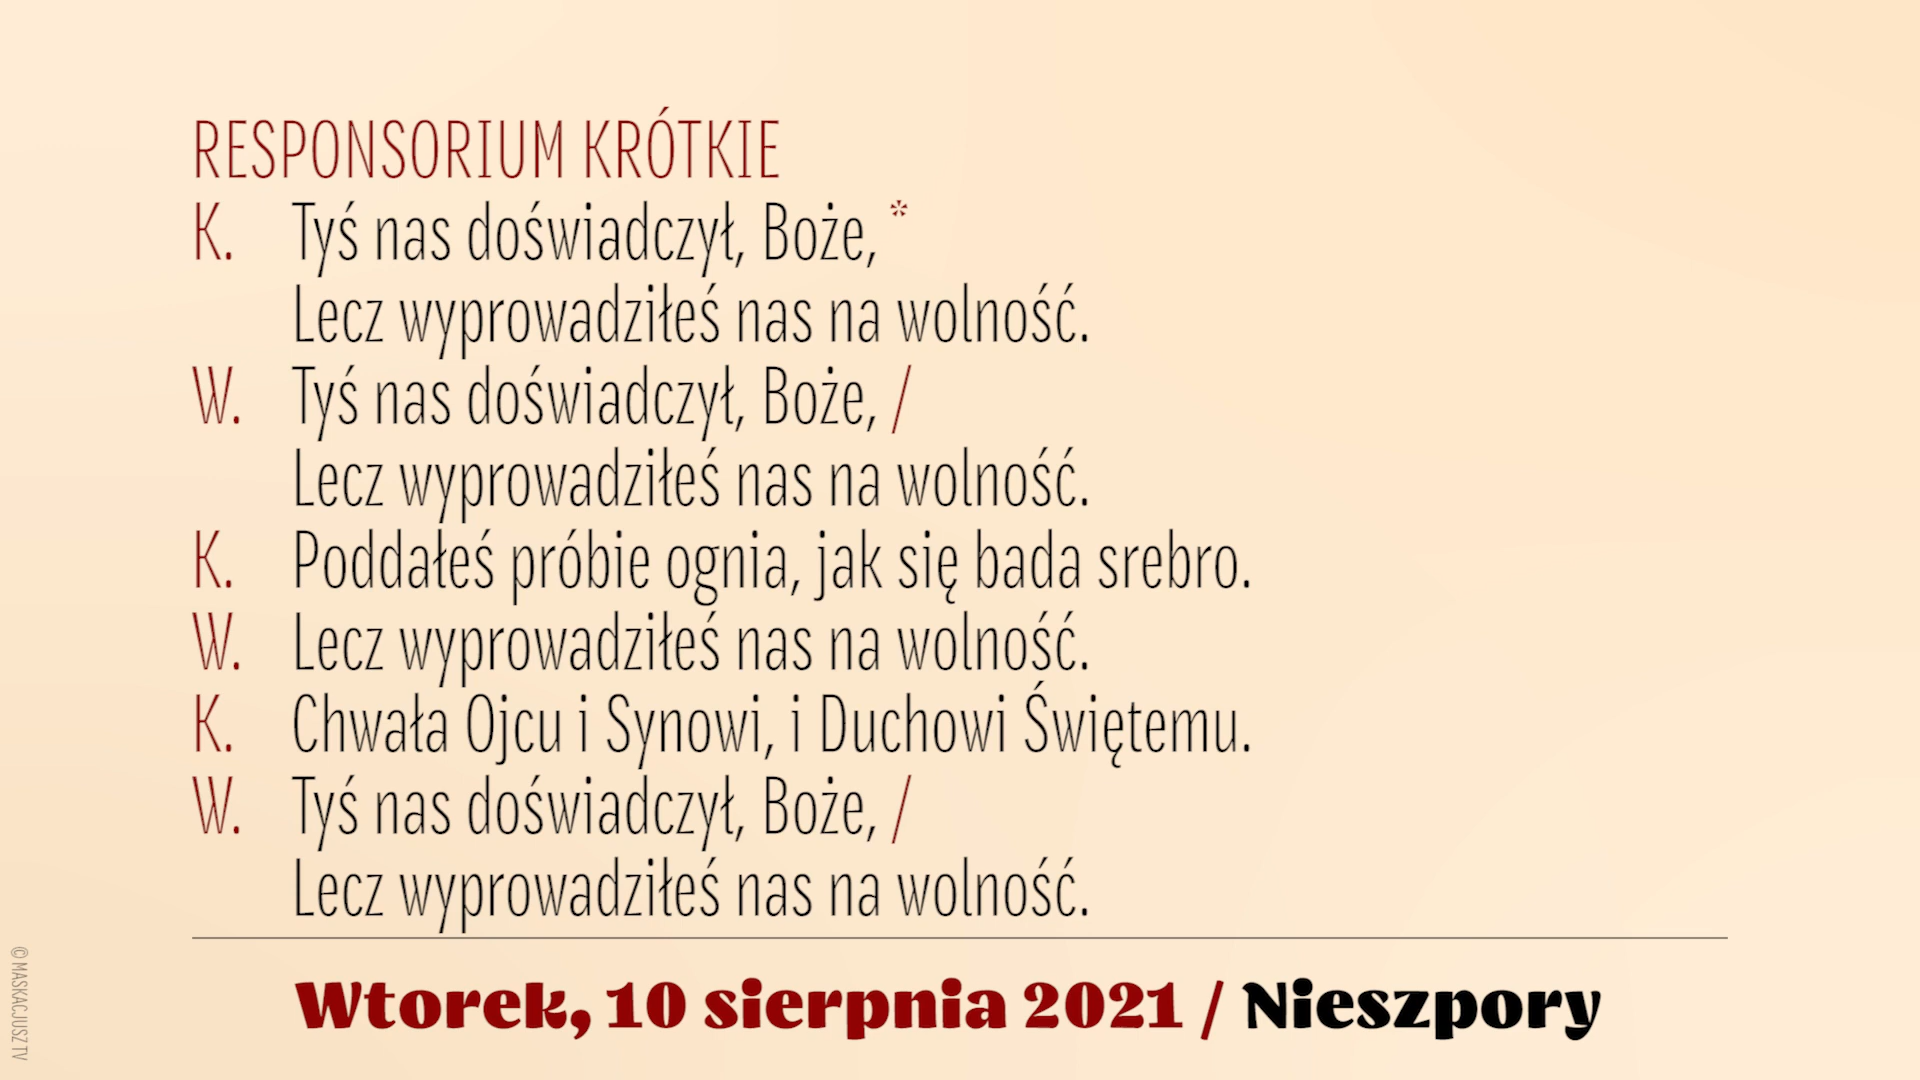 RESPONSORIUM KRÓTKIE
K. Tyś nas doświadczył, Boże, *
Lecz wyprowadziłeś nas na wolność.
W. Tyś nas doświadczył, Boże, /
Lecz wyprowadziłeś nas na wolność.
K. Poddałeś próbie ognia, jak się bada srebro.
W. Lecz wyprowadziłeś nas na wolność.
K. Chwała Ojcu i Synowi, i Duchowi Świętemu.
W. Tyś nas doświadczył, Boże, /
Lecz wyprowadziłeś nas na wolność.
Wtorek, 10 sierpnia 2021 / Nieszpory
© MASKACJUSZ TV